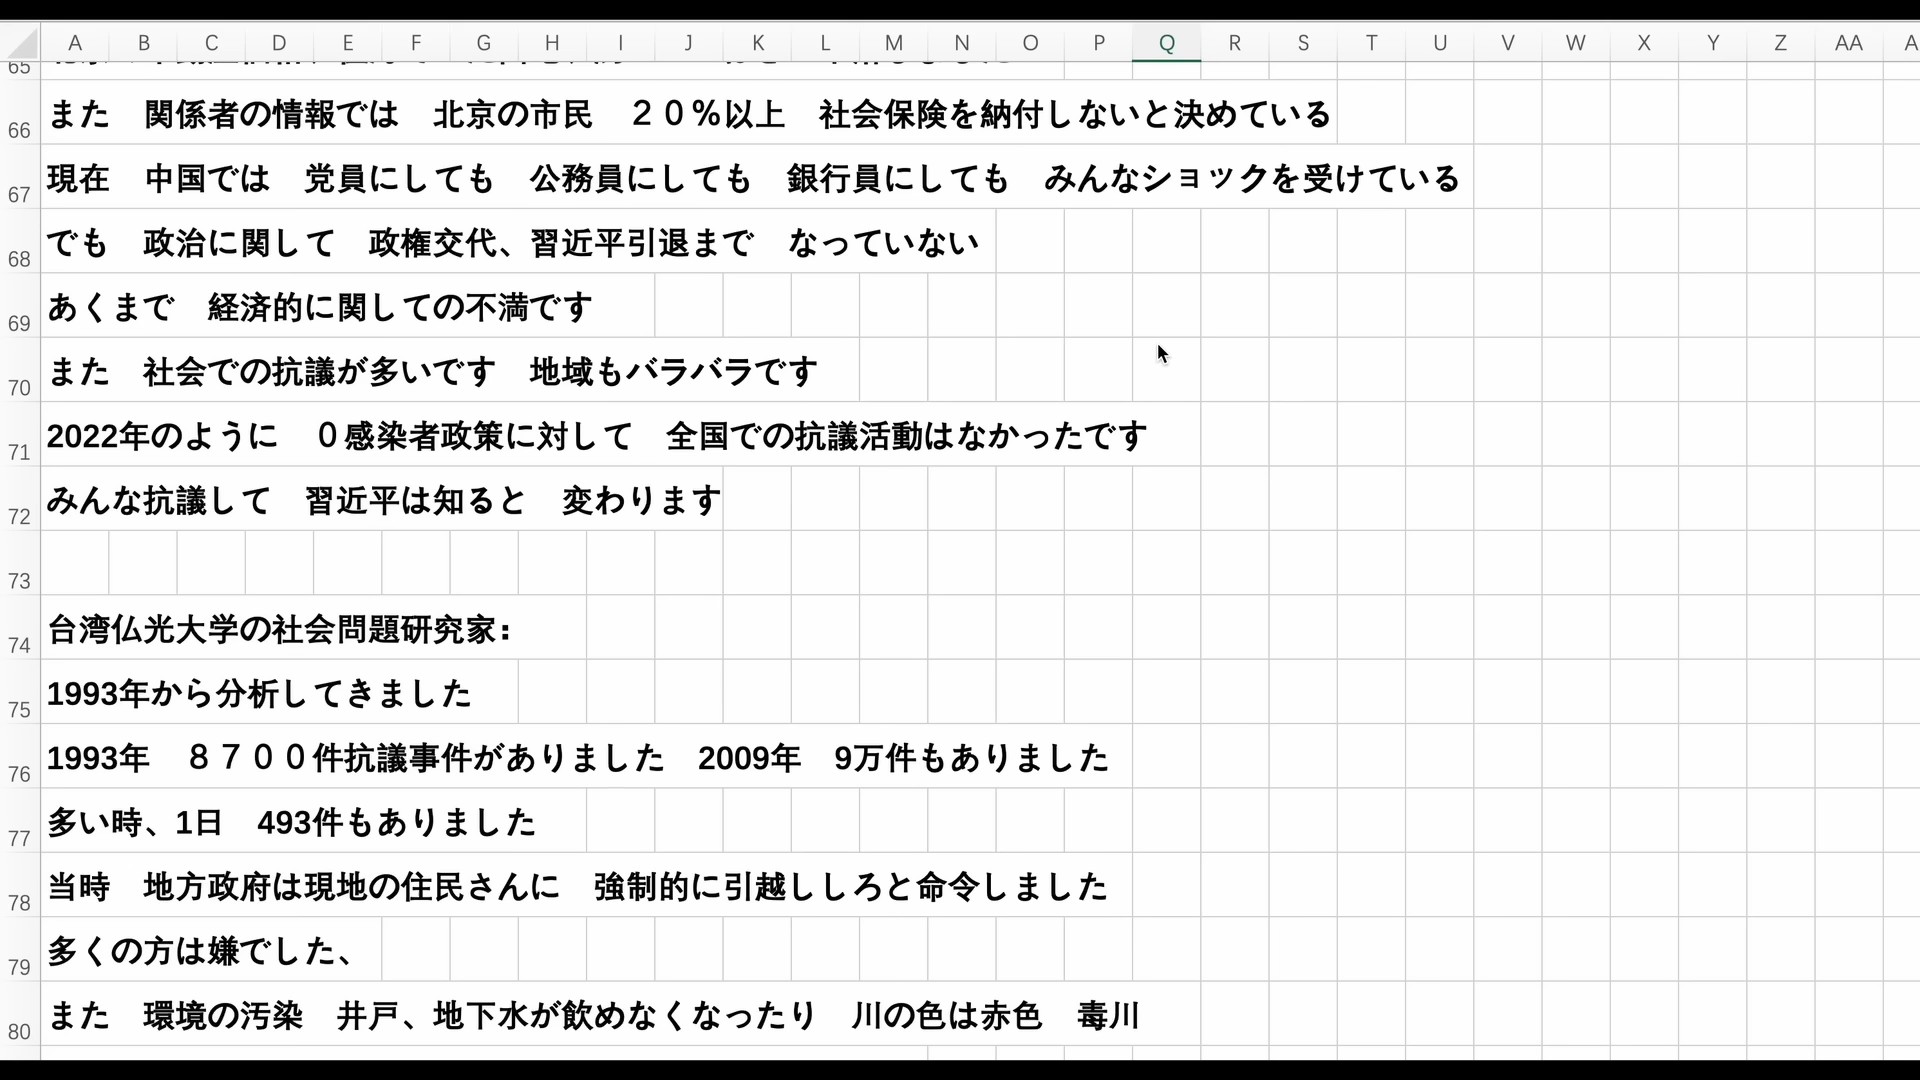 A B C D E F G H I J K L M N O P Q R S T U V W X Y Z AA
65
66 また　関係者の情報では　北京の市民　２０％以上　社会保険を納付しないと決めている
67 現在　中国では　党員にしても　公務員にしても　銀行員にしても　みんなショックを受けている
68 でも　政治に関して　政権交代、習近平引退まで　なっていない
69 あくまで　経済的に関しての不満です
70 また　社会での抗議が多いです　地域もバラバラです
71 2022年のように　０感染者政策に対して　全国での抗議活動はなかったです
72 みんな抗議して　習近平は知ると　変わります
73
74 台湾仏光大学の社会問題研究家：
75 1993年から分析してきました
76 1993年　８７００件抗議事件がありました　2009年　9万件もありました
77 多い時、1日　493件もありました
78 当時　地方政府は現地の住民さんに　強制的に引越ししろと命令しました
79 多くの方は嫌でした、
80 また　環境の汚染　井戸、地下水が飲めなくなったり　川の色は赤色　毒川